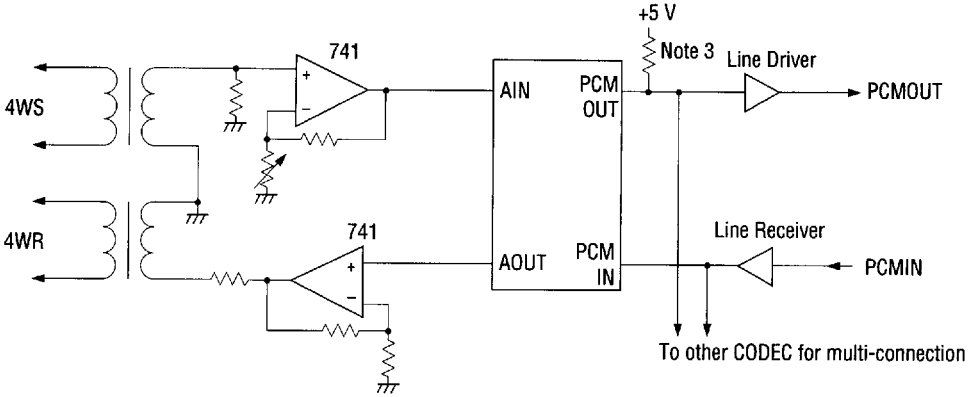 +5 V
741
Note 3
Line Driver
4WS
+
−
AIN
PCM
OUT
PCMOUT
4WR
741
Line Receiver
+
−
AOUT
PCM
IN
PCMIN
To other CODEC for multi-connection